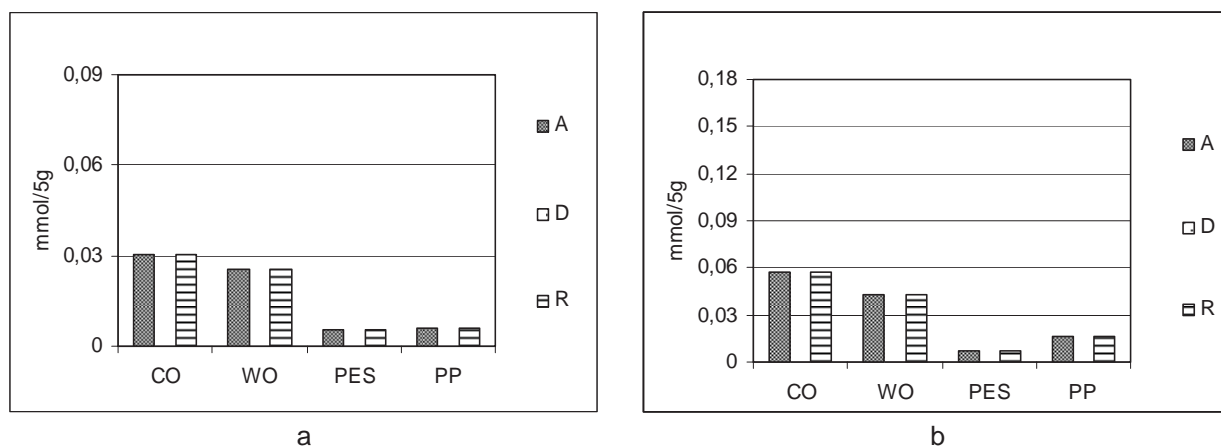 0,09
0,06
0,03
0
mmol/5g
CO WO PES PP
A
D
R
a
0,18
0,15
0,12
0,09
0,06
0,03
0
mmol/5g
CO WO PES PP
A
D
R
b